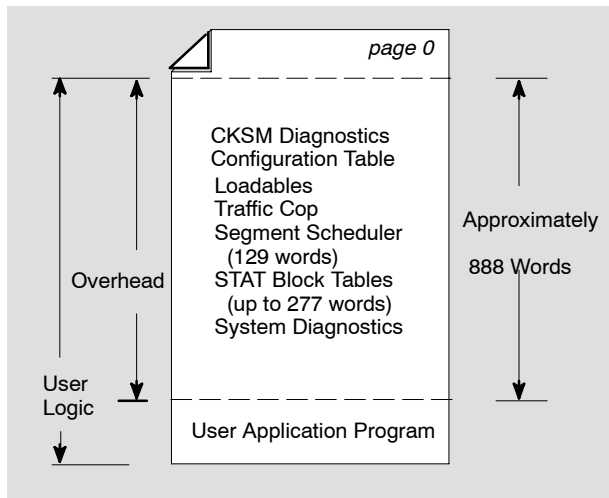 page 0
CKSM Diagnostics
Configuration Table
Loadables
Traffic Cop
Segment Scheduler
(129 words)
STAT Block Tables
(up to 277 words)
System Diagnostics
Overhead
Approximately
888 Words
User
Logic
User Application Program